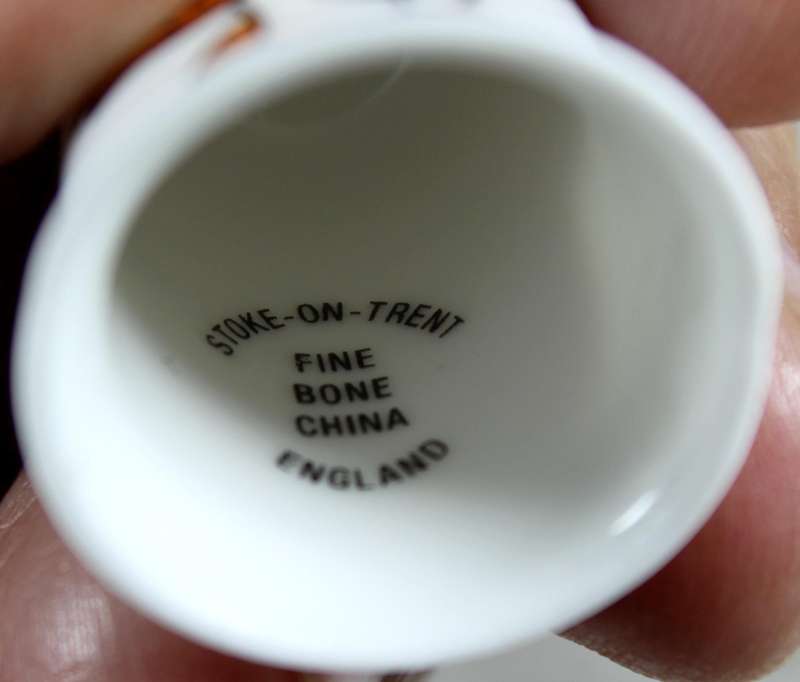 STOKE-ON-TRENT
FINE
BONE
CHINA
ENGLAND